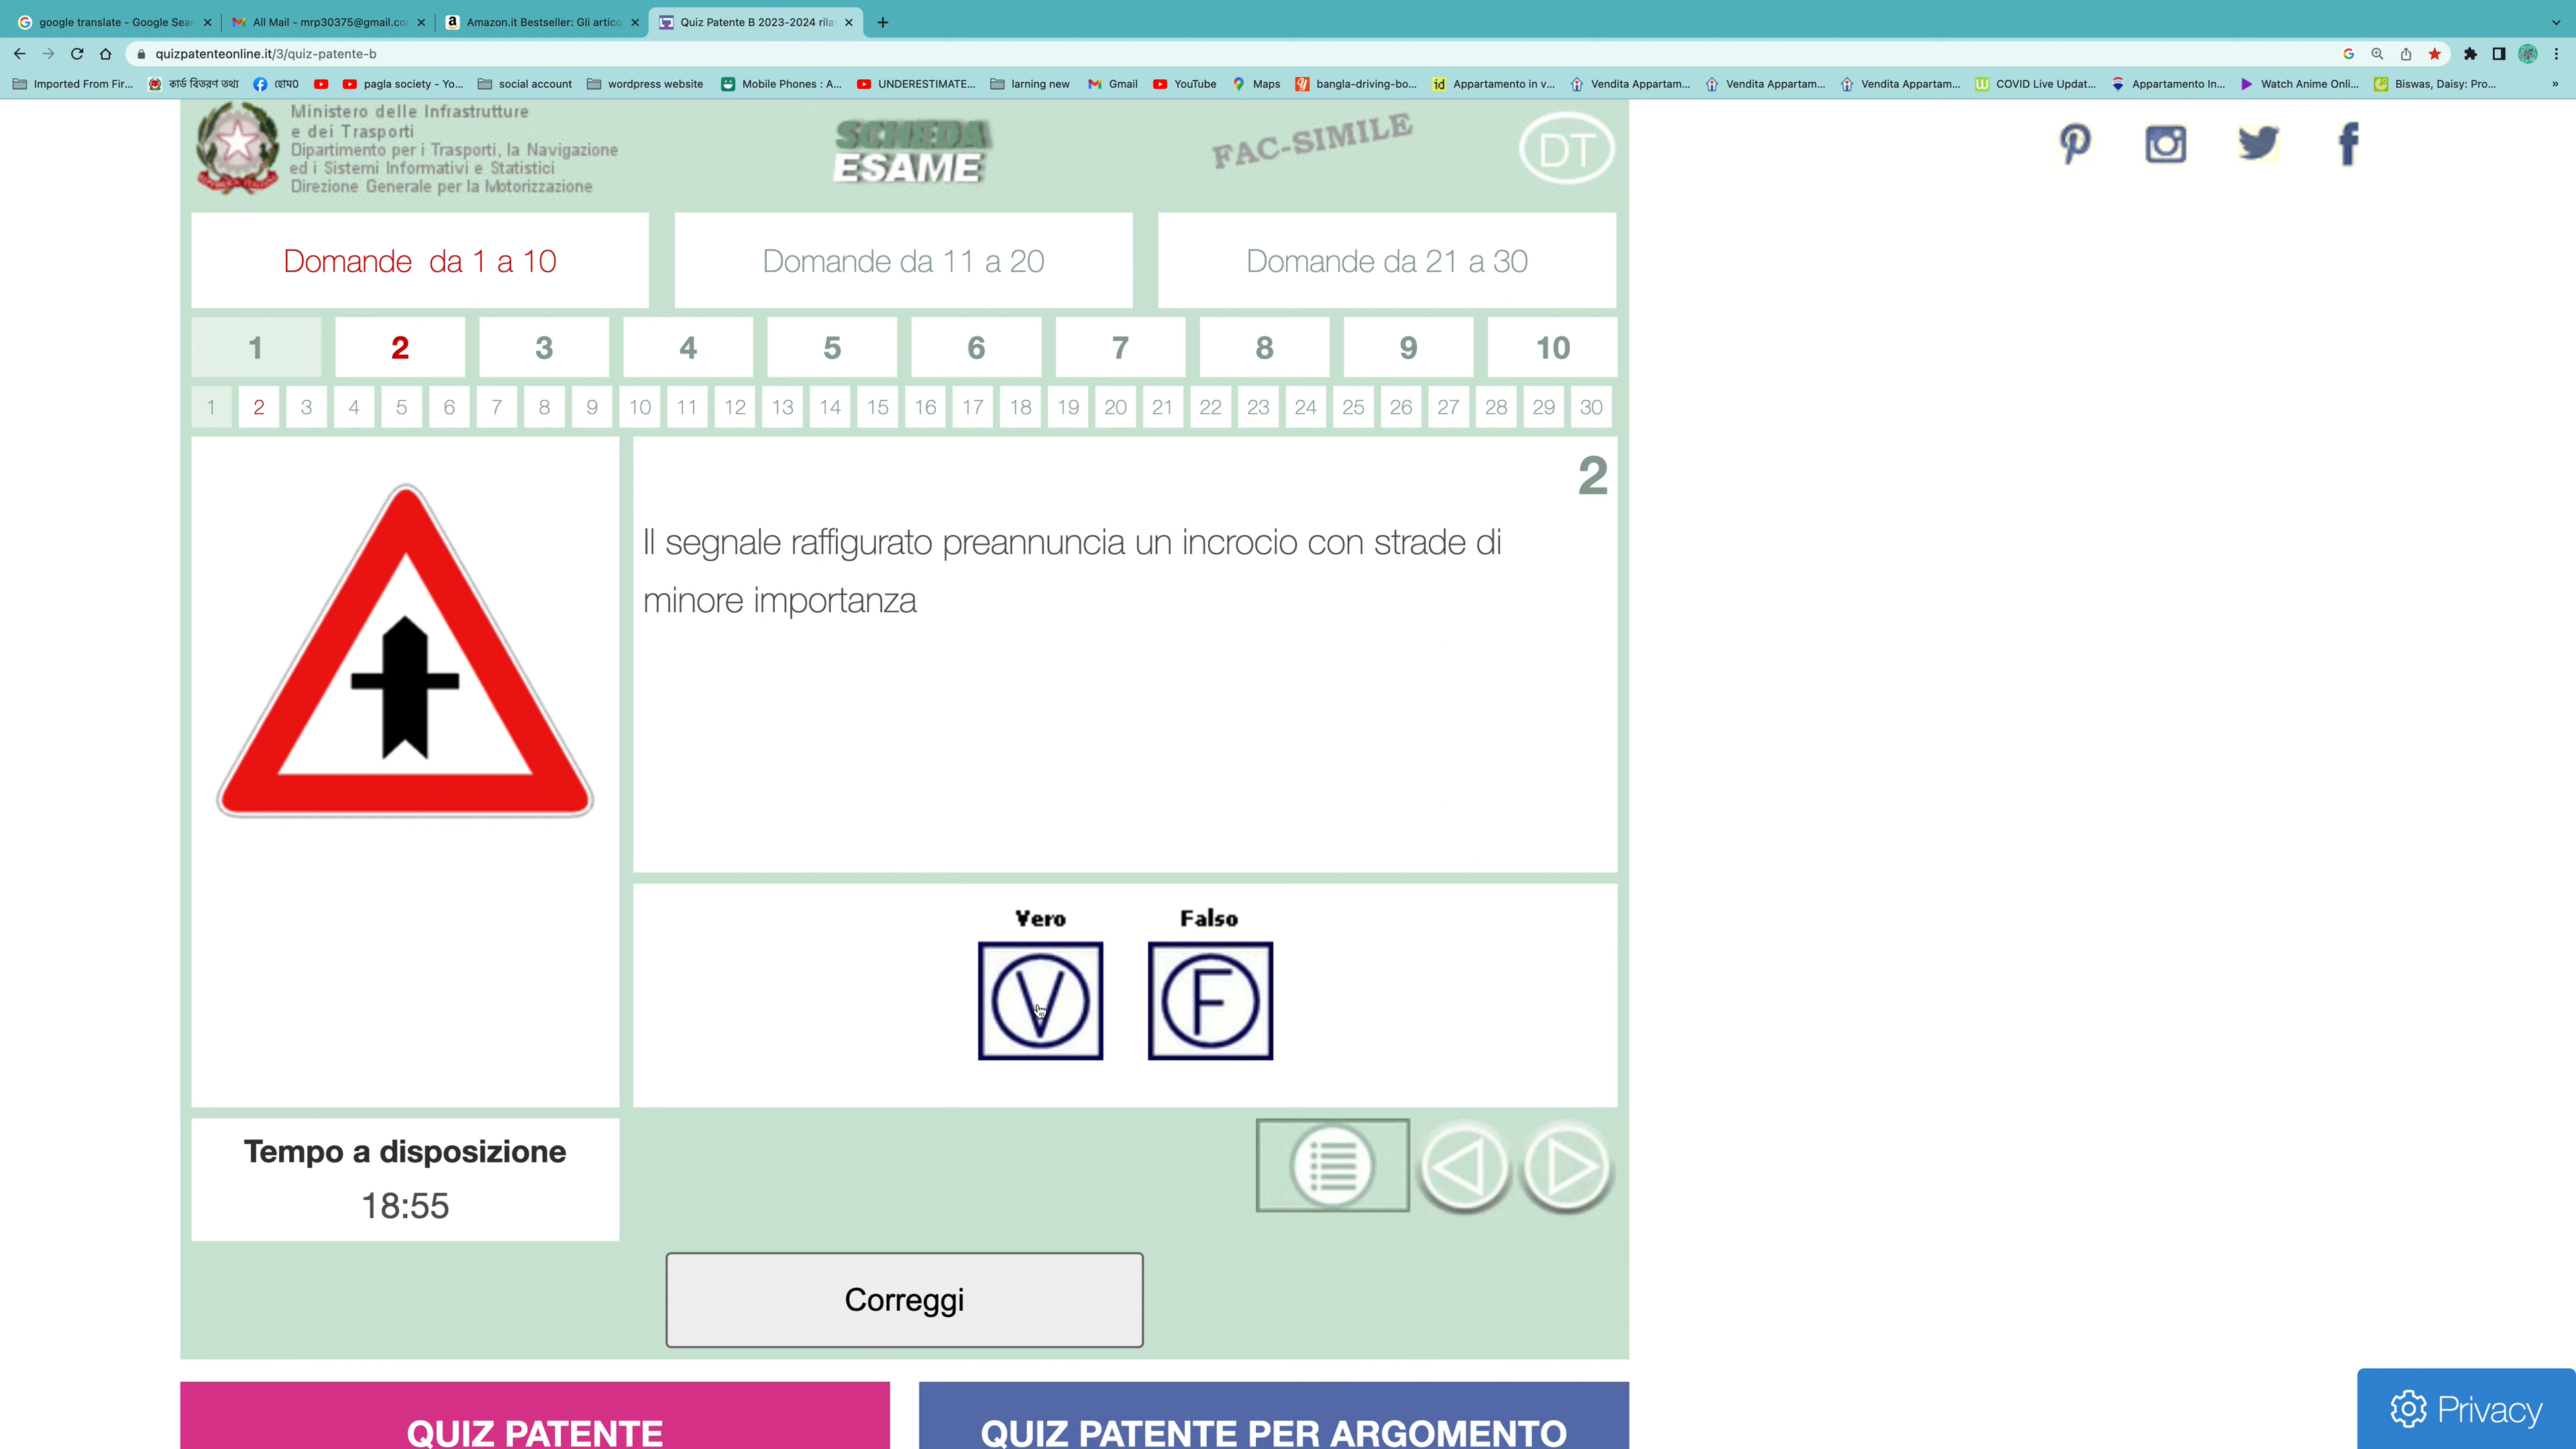 google translate - Google Sear
All Mail - mrp30375@gmail.co
Amazon.it Bestseller: Gli artico
Quiz Patente B 2023-2024 rila
quizpatenteonline.it/3/quiz-patente-b
Imported From Fir...
কার্ড বিতরণ তথ্য
হোম0
pagla society - Yo...
social account
wordpress website
Mobile Phones : A...
UNDERESTIMATE...
larning new
Gmail
YouTube
Maps
bangla-driving-bo...
Appartamento in v...
Vendita Appartam...
Vendita Appartam...
Vendita Appartam...
COVID Live Updat...
Appartamento In...
Watch Anime Onli...
Biswas, Daisy: Pro...
Ministero delle Infrastrutture
e dei Trasporti
Dipartimento per i Trasporti, la Navigazione
ed i Sistemi Informativi e Statistici
Direzione Generale per la Motorizzazione
SCHEDA
ESAME
FAC-SIMILE
DT
Domande da 1 a 10
Domande da 11 a 20
Domande da 21 a 30
1 2 3 4 5 6 7 8 9 10
1 2 3 4 5 6 7 8 9 10 11 12 13 14 15 16 17 18 19 20 21 22 23 24 25 26 27 28 29 30
2
Il segnale raffigurato preannuncia un incrocio con strade di
minore importanza
Vero
Falso
V
F
Tempo a disposizione
18:55
Correggi
QUIZ PATENTE
QUIZ PATENTE PER ARGOMENTO
Privacy